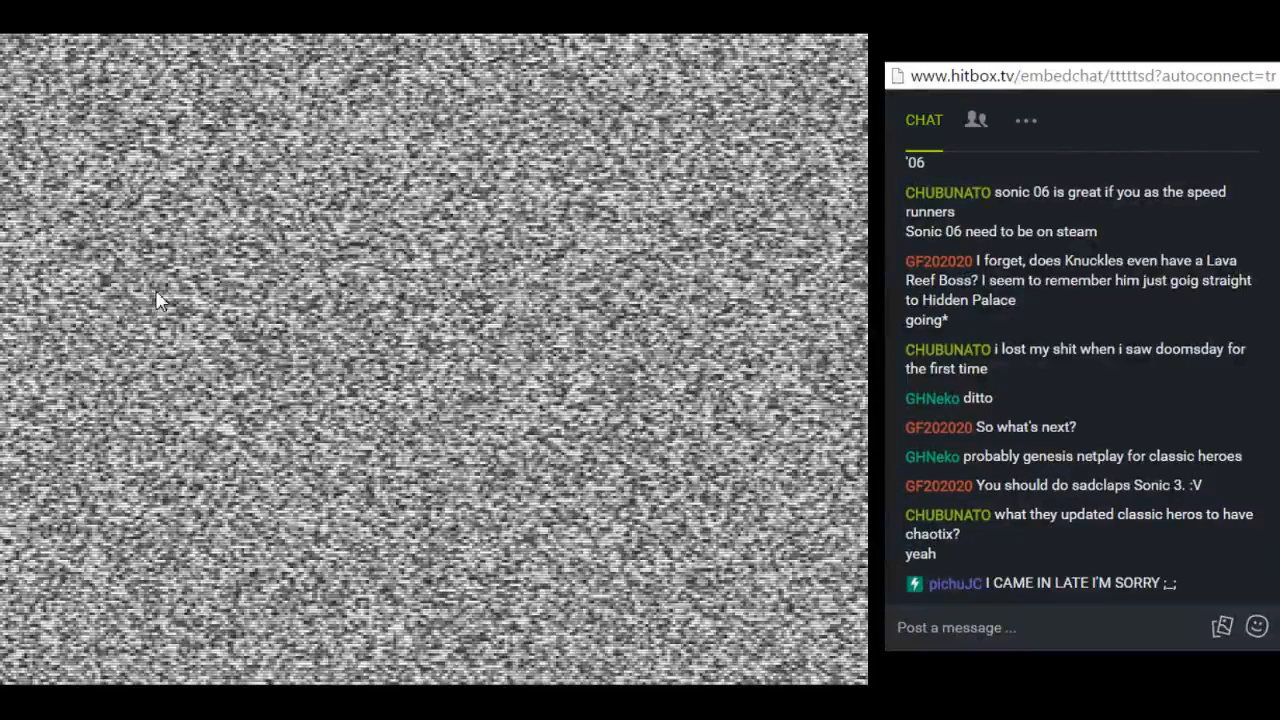 www.hitbox.tv/embedchat/tttttsd?autoconnect=tr
CHAT
'06
CHUBUNATO sonic 06 is great if you as the speed
runners
Sonic 06 need to be on steam
GF202020 I forget, does Knuckles even have a Lava
Reef Boss? I seem to remember him just goig straight
to Hidden Palace
going*
CHUBUNATO i lost my shit when i saw doomsday for
the first time
GHNeko ditto
GF202020 So what's next?
GHNeko probably genesis netplay for classic heroes
GF202020 You should do sadclaps Sonic 3. :V
CHUBUNATO what they updated classic heros to have
chaotix?
yeah
pichuJC I CAME IN LATE I'M SORRY ;_;
Post a message ...